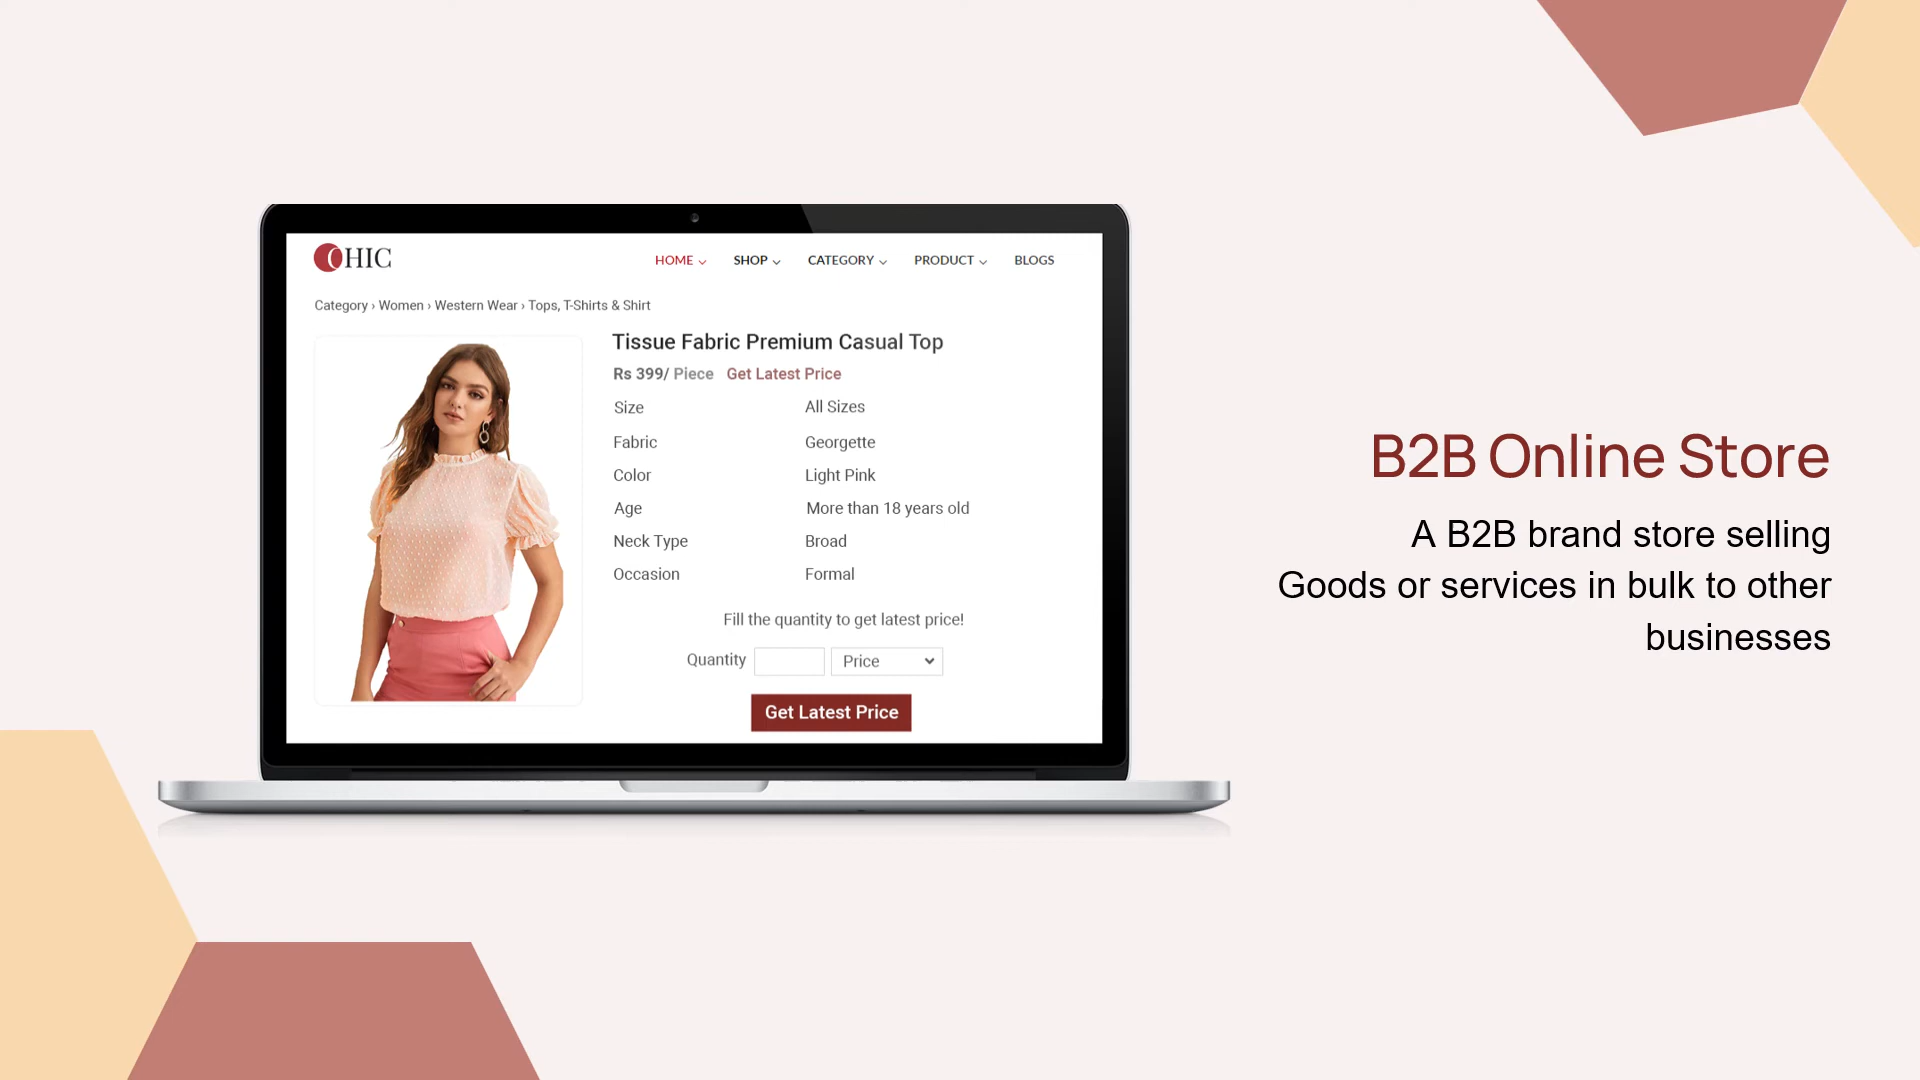 CHIC
HOME SHOP CATEGORY PRODUCT BLOGS
Category › Women › Western Wear › Tops, T-Shirts & Shirt
Tissue Fabric Premium Casual Top
Rs 399/ Piece Get Latest Price
Size All Sizes
Fabric Georgette
Color Light Pink
Age More than 18 years old
Neck Type Broad
Occasion Formal
Fill the quantity to get latest price!
Quantity Price
Get Latest Price
B2B Online Store
A B2B brand store selling
Goods or services in bulk to other
businesses